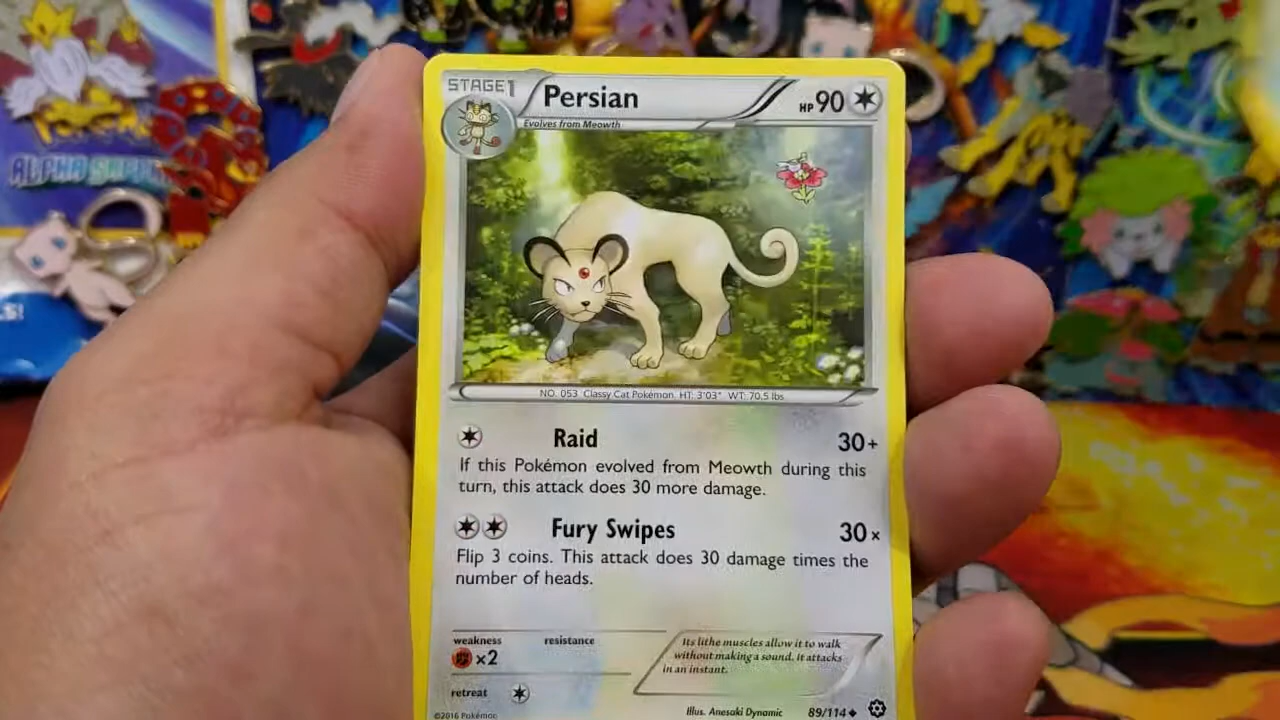 STAGE1
Persian
HP 90
Evolves from Meowth
NO. 053 Classy Cat Pokémon. HT: 3'03" WT: 70.5 lbs
Raid 30+
If this Pokémon evolved from Meowth during this
turn, this attack does 30 more damage.
Fury Swipes 30×
Flip 3 coins. This attack does 30 damage times the
number of heads.
weakness resistance
×2
Its lithe muscles allow it to walk
without making a sound. It attacks
in an instant.
retreat
©2016 Pokémon
Illus. Anesaki Dynamic 89/114
ALPHA